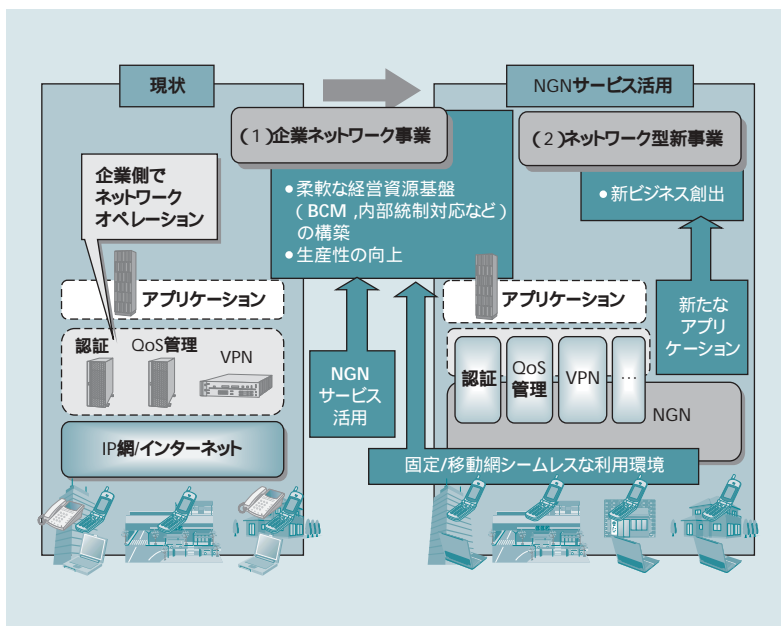 現状
NGNサービス活用
(1)企業ネットワーク事業
(2)ネットワーク型新事業
企業側で
ネットワーク
オペレーション
●柔軟な経営資源基盤
(BCM,内部統制対応など)
の構築
●生産性の向上
●新ビジネス創出
アプリケーション
認証
QoS管理
VPN
IP網/インターネット
NGN
サービス
活用
アプリケーション
新たな
アプリ
ケーション
認証
QoS
管理
VPN
…
NGN
固定/移動網シームレスな利用環境